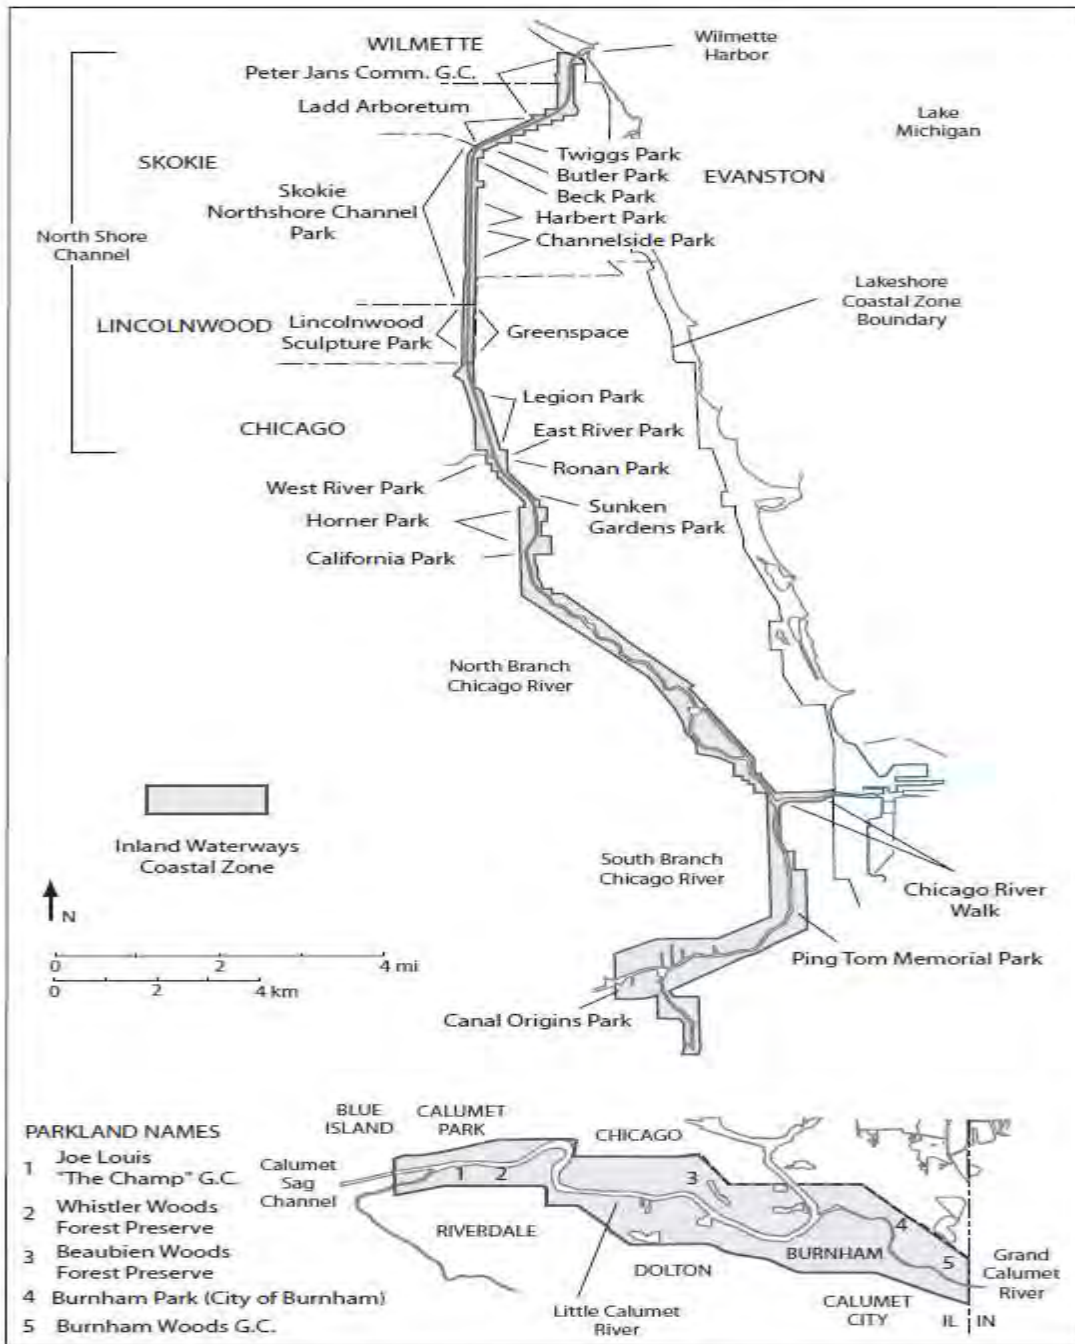 WILMETTE
Wilmette
Harbor
Peter Jans Comm. G.C.
Ladd Arboretum
Lake
Michigan
SKOKIE
Twiggs Park
Butler Park
EVANSTON
Beck Park
Skokie
Northshore Channel
Park
Harbert Park
Channelside Park
North Shore
Channel
Lakeshore
Coastal Zone
Boundary
LINCOLNWOOD
Lincolnwood
Sculpture Park
Greenspace
Legion Park
CHICAGO
East River Park
Ronan Park
West River Park
Sunken
Gardens Park
Horner Park
California Park
North Branch
Chicago River
Inland Waterways
Coastal Zone
South Branch
Chicago River
Chicago River
Walk
N
Ping Tom Memorial Park
0 2 4 mi
0 2 4 km
Canal Origins Park
PARKLAND NAMES
1 Joe Louis
"The Champ" G.C.
2 Whistler Woods
Forest Preserve
3 Beaubien Woods
Forest Preserve
4 Burnham Park (City of Burnham)
5 Burnham Woods G.C.
BLUE
ISLAND
CALUMET
PARK
CHICAGO
Calumet
Sag
Channel
1 2
3
4
5
RIVERDALE
BURNHAM
DOLTON
Grand
Calumet
River
Little Calumet
River
CALUMET
CITY
IL IN